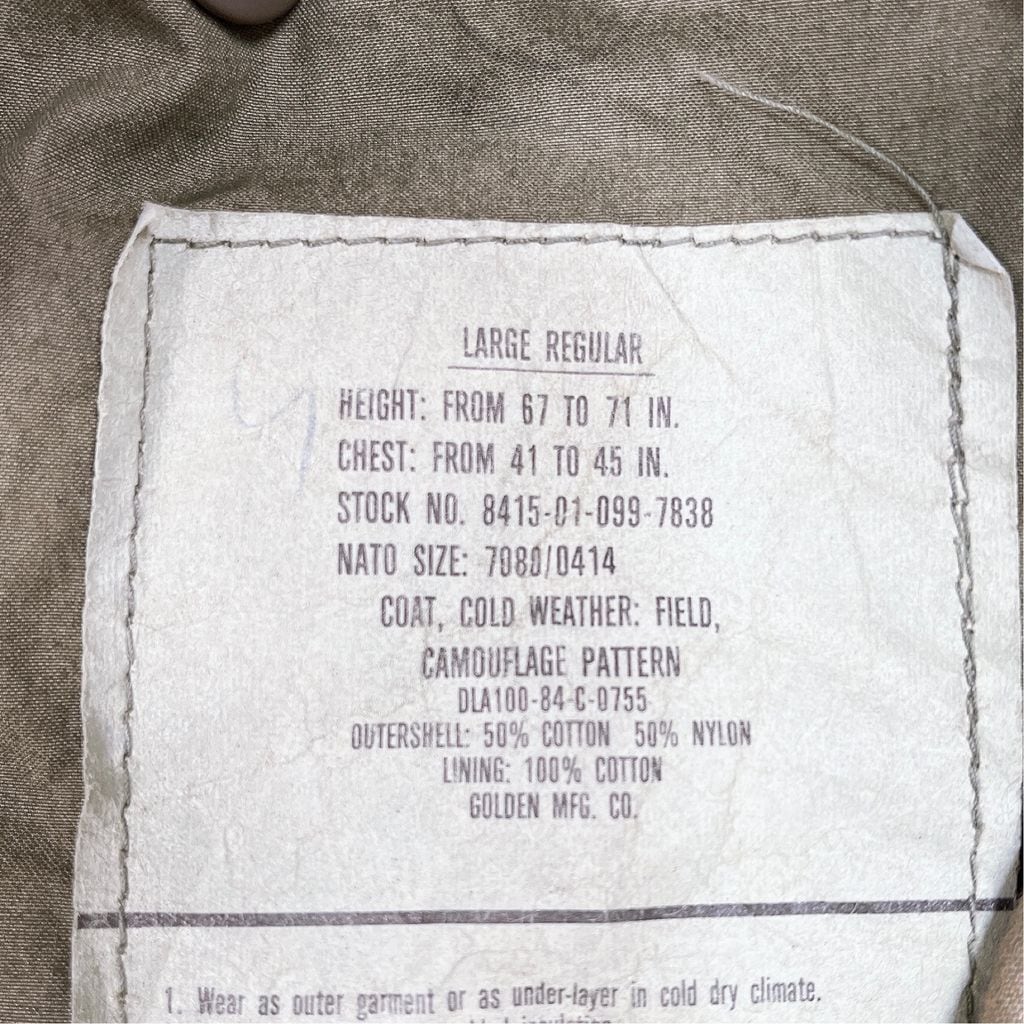 LARGE REGULAR
HEIGHT: FROM 67 TO 71 IN.
CHEST: FROM 41 TO 45 IN.
STOCK NO. 8415-01-099-7838
NATO SIZE: 7080/0414
COAT, COLD WEATHER: FIELD,
CAMOUFLAGE PATTERN
DLA100-84-C-0755
OUTERSHELL: 50% COTTON 50% NYLON
LINING: 100% COTTON
GOLDEN MFG. CO.
1. Wear as outer garment or as under-layer in cold dry climate.